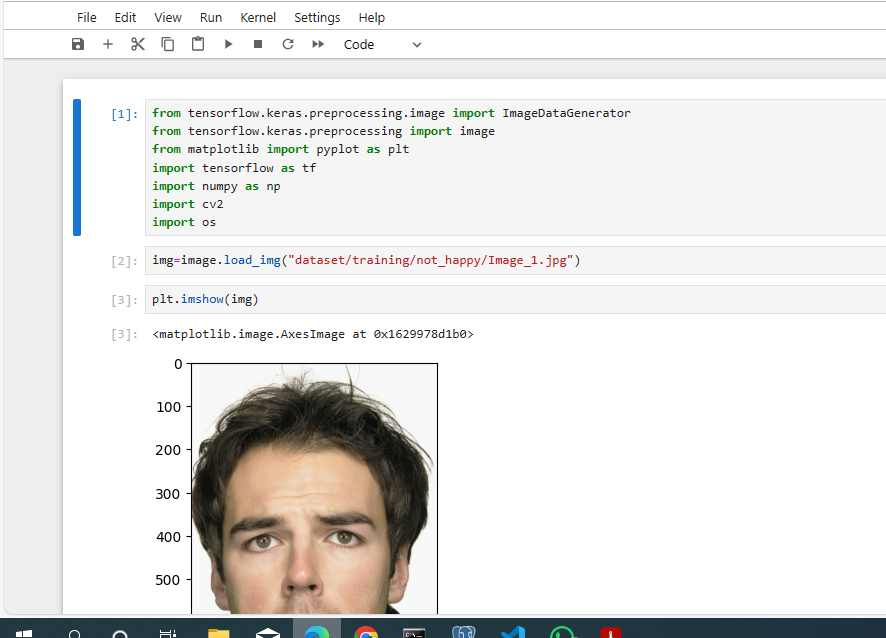 File Edit View Run Kernel Settings Help
Code
[1]: from tensorflow.keras.preprocessing.image import ImageDataGenerator
from tensorflow.keras.preprocessing import image
from matplotlib import pyplot as plt
import tensorflow as tf
import numpy as np
import cv2
import os
[2]: img=image.load_img("dataset/training/not_happy/Image_1.jpg")
[3]: plt.imshow(img)
[3]: <matplotlib.image.AxesImage at 0x1629978d1b0>
0
100
200
300
400
500